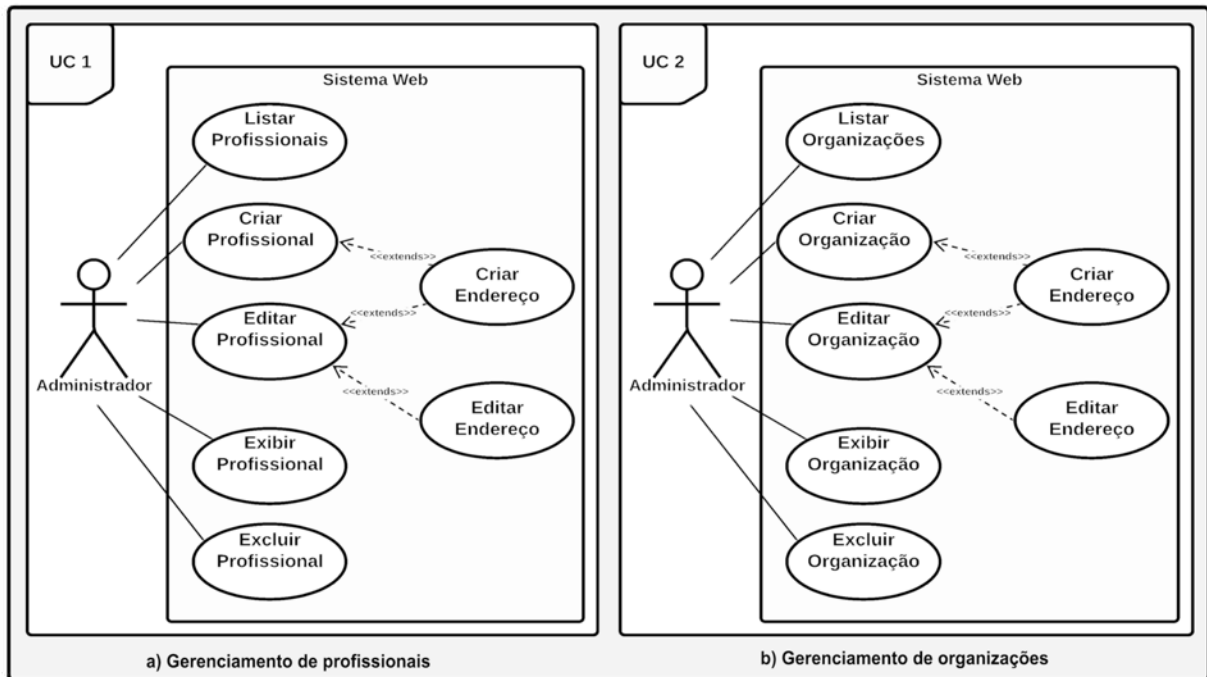 UC 1
Sistema Web
Listar
Profissionais
Criar
Profissional
<<extends>>
Criar
Endereço
<<extends>>
Editar
Profissional
Administrador
<<extends>>
Editar
Endereço
Exibir
Profissional
Excluir
Profissional
a) Gerenciamento de profissionais
UC 2
Sistema Web
Listar
Organizações
Criar
Organização
<<extends>>
Criar
Endereço
<<extends>>
Editar
Organização
Administrador
<<extends>>
Editar
Endereço
Exibir
Organização
Excluir
Organização
b) Gerenciamento de organizações